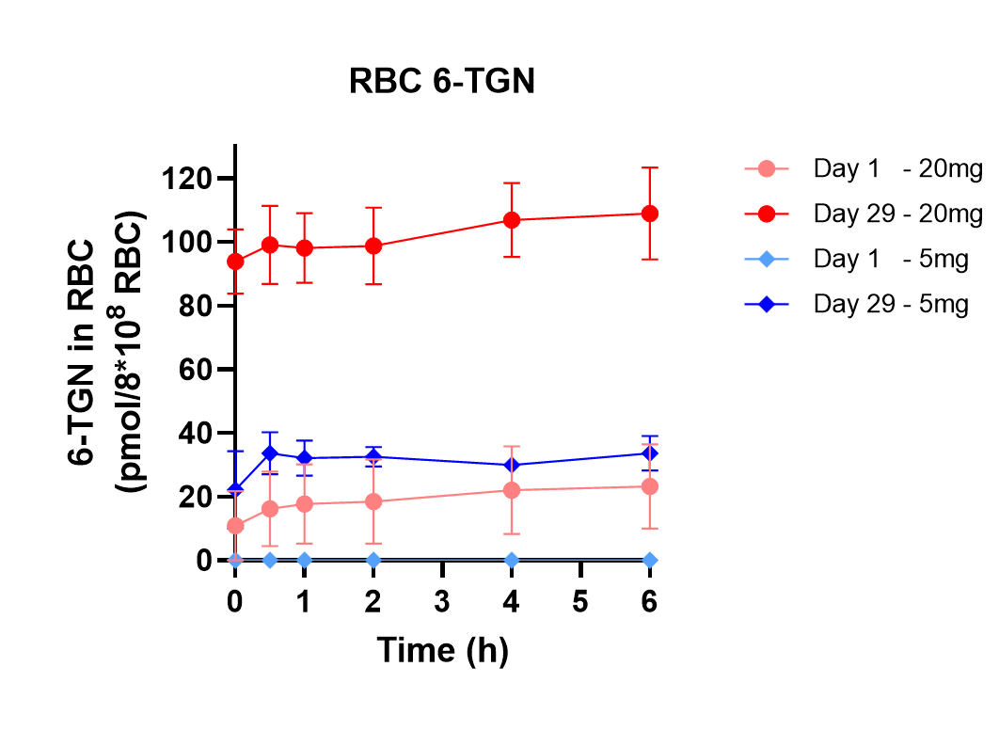 RBC 6-TGN
6-TGN in RBC
(pmol/8*10⁸ RBC)
120
100
80
60
40
20
0
0 1 2 3 4 5 6
Time (h)
Day 1 - 20mg
Day 29 - 20mg
Day 1 - 5mg
Day 29 - 5mg